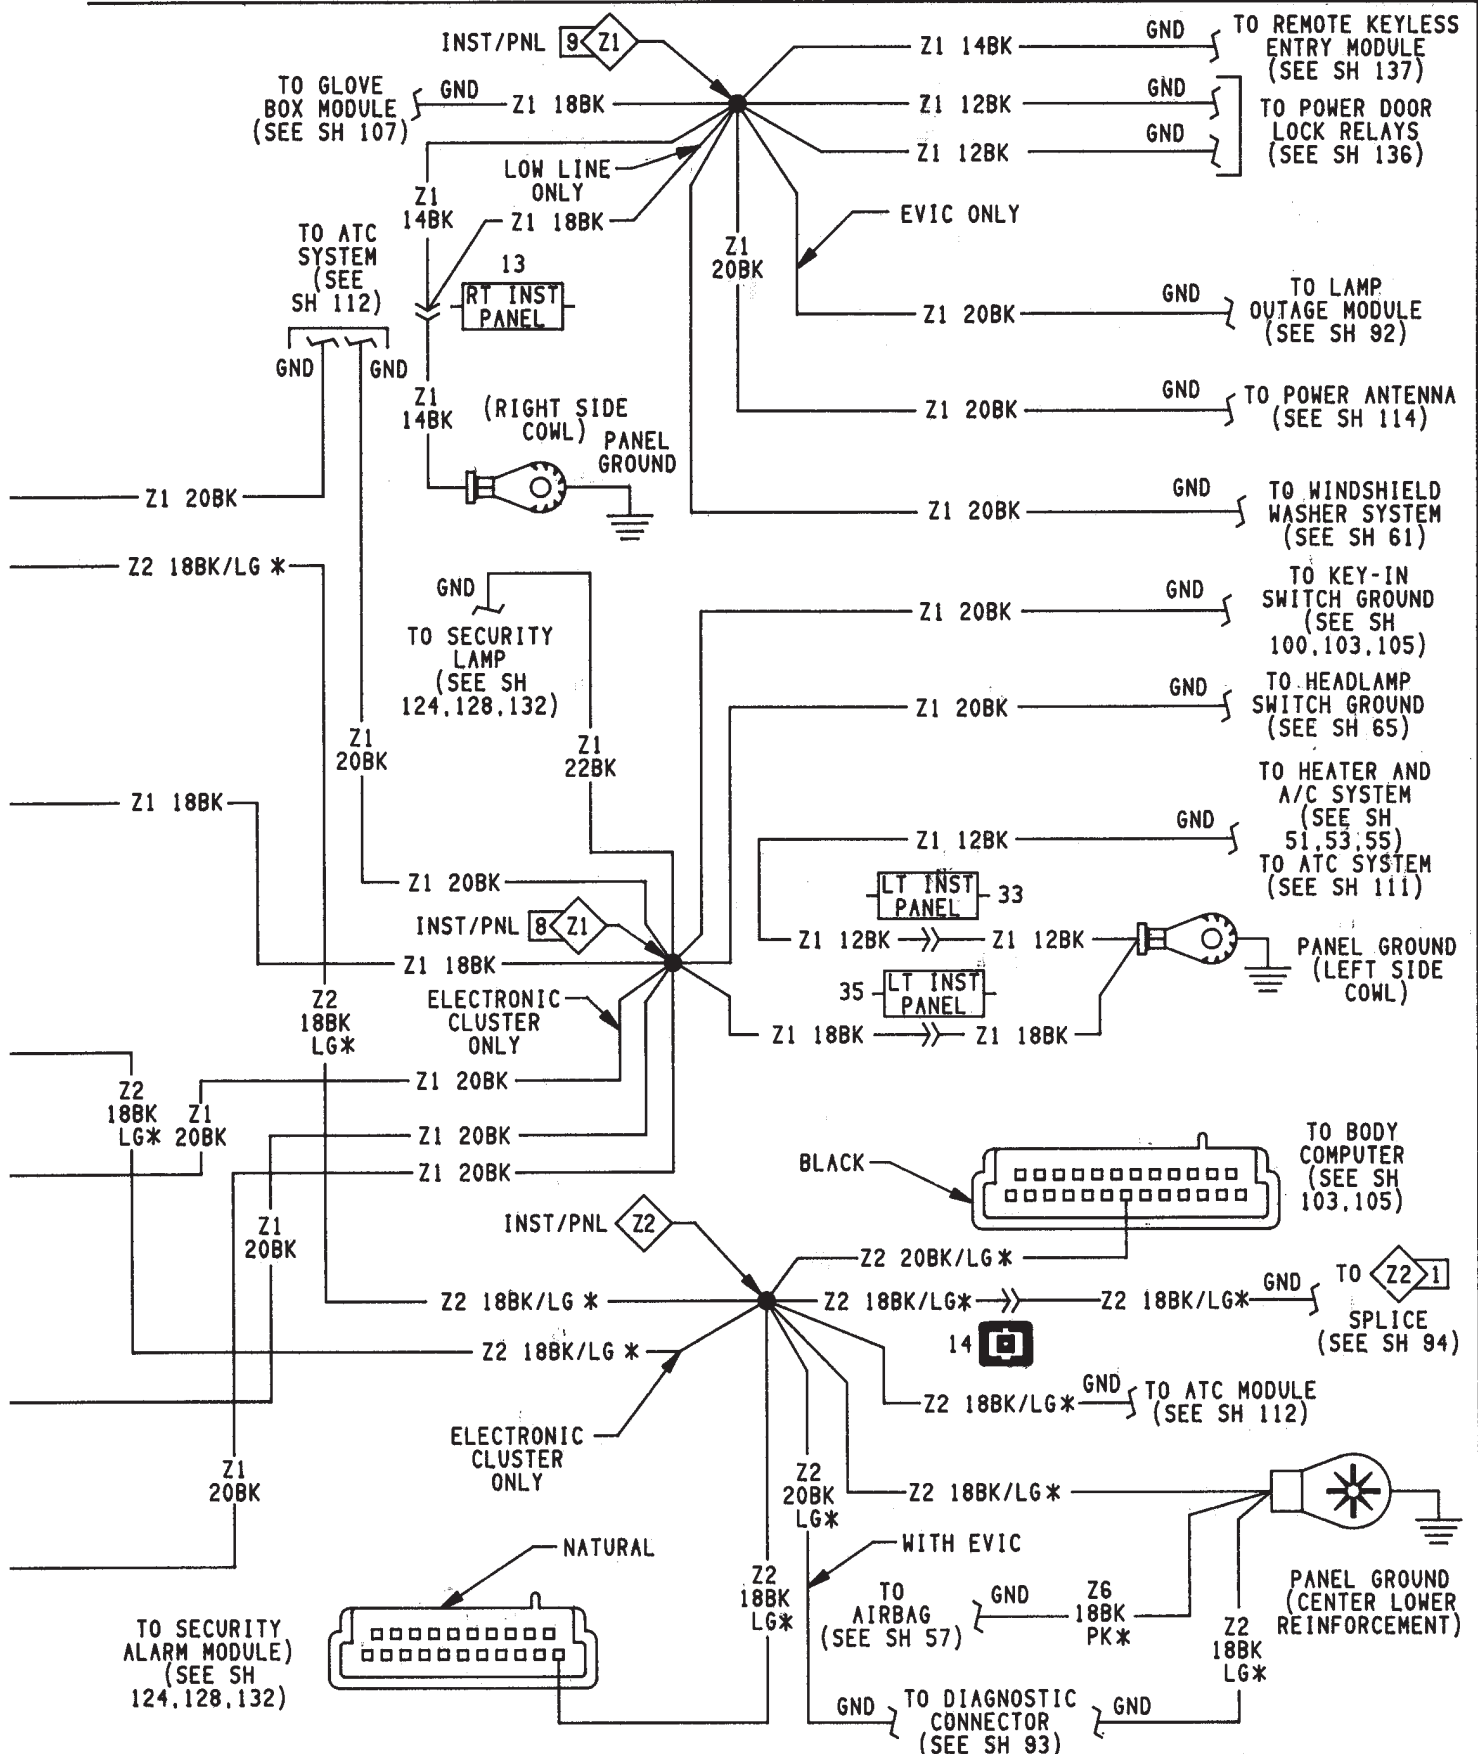 INST/PNL 9 Z1
Z1 14BK
GND
TO REMOTE KEYLESS
ENTRY MODULE
(SEE SH 137)
TO GLOVE
BOX MODULE
(SEE SH 107)
GND
Z1 18BK
Z1 12BK
GND
Z1 12BK
GND
TO POWER DOOR
LOCK RELAYS
(SEE SH 136)
LOW LINE
ONLY
Z1
14BK
Z1 18BK
EVIC ONLY
TO ATC
SYSTEM
(SEE
SH 112)
13
RT INST
PANEL
Z1
20BK
Z1 20BK
GND
TO LAMP
OUTAGE MODULE
(SEE SH 92)
GND
GND
Z1
14BK
(RIGHT SIDE
COWL)
PANEL
GROUND
Z1 20BK
GND
TO POWER ANTENNA
(SEE SH 114)
Z1 20BK
Z1 20BK
GND
TO WINDSHIELD
WASHER SYSTEM
(SEE SH 61)
Z2 18BK/LG *
GND
TO SECURITY
LAMP
(SEE SH
124,128,132)
Z1 20BK
GND
TO KEY-IN
SWITCH GROUND
(SEE SH
100,103,105)
Z1
20BK
Z1
22BK
Z1 20BK
GND
TO HEADLAMP
SWITCH GROUND
(SEE SH 65)
Z1 18BK
Z1 12BK
GND
TO HEATER AND
A/C SYSTEM
(SEE SH
51,53,55)
TO ATC SYSTEM
(SEE SH 111)
Z1 20BK
LT INST
PANEL
33
INST/PNL 8 Z1
Z1 12BK
Z1 12BK
PANEL GROUND
(LEFT SIDE
COWL)
Z1 18BK
35
LT INST
PANEL
Z2
18BK
LG*
ELECTRONIC
CLUSTER
ONLY
Z1 18BK
Z1 18BK
Z2
18BK
LG*
Z1
20BK
Z1 20BK
Z1 20BK
Z1 20BK
BLACK
TO BODY
COMPUTER
(SEE SH
103,105)
Z1
20BK
INST/PNL Z2
Z2 20BK/LG*
Z2 18BK/LG *
Z2 18BK/LG*
Z2 18BK/LG*
GND
TO Z2 1
SPLICE
(SEE SH 94)
Z2 18BK/LG *
14
Z2 18BK/LG*
GND
TO ATC MODULE
(SEE SH 112)
ELECTRONIC
CLUSTER
ONLY
Z1
20BK
Z2
20BK
LG*
Z2 18BK/LG*
NATURAL
WITH EVIC
Z2
18BK
LG*
TO
AIRBAG
(SEE SH 57)
GND
Z6
18BK
PK*
Z2
18BK
LG*
PANEL GROUND
(CENTER LOWER
REINFORCEMENT)
TO SECURITY
ALARM MODULE)
(SEE SH
124,128,132)
GND
TO DIAGNOSTIC
CONNECTOR
(SEE SH 93)
GND